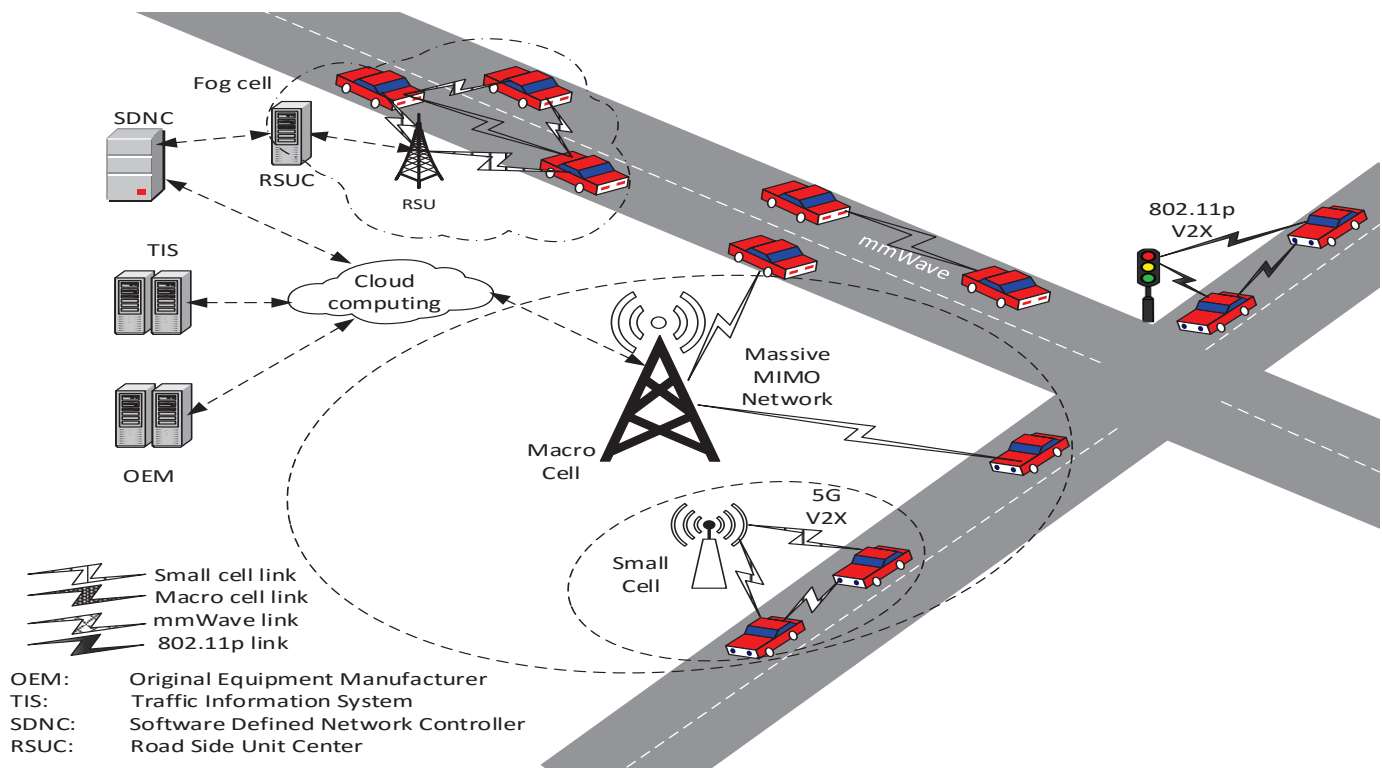 Fog cell
SDNC
RSUC
RSU
802.11p
V2X
mmWave
TIS
Cloud
computing
Massive
MIMO
Network
Macro
Cell
OEM
5G
V2X
Small
Cell
Small cell link
Macro cell link
mmWave link
802.11p link
OEM: Original Equipment Manufacturer
TIS: Traffic Information System
SDNC: Software Defined Network Controller
RSUC: Road Side Unit Center